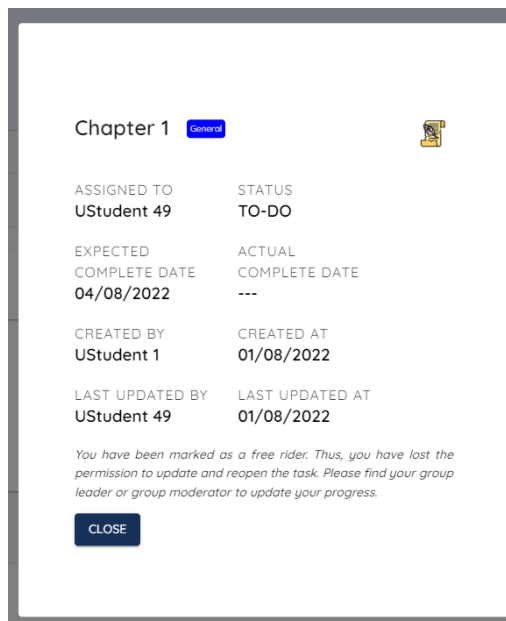 Chapter 1 General
ASSIGNED TO STATUS
UStudent 49 TO-DO
EXPECTED ACTUAL
COMPLETE DATE COMPLETE DATE
04/08/2022 ---
CREATED BY CREATED AT
UStudent 1 01/08/2022
LAST UPDATED BY LAST UPDATED AT
UStudent 49 01/08/2022
You have been marked as a free rider. Thus, you have lost the
permission to update and reopen the task. Please find your group
leader or group moderator to update your progress.
CLOSE